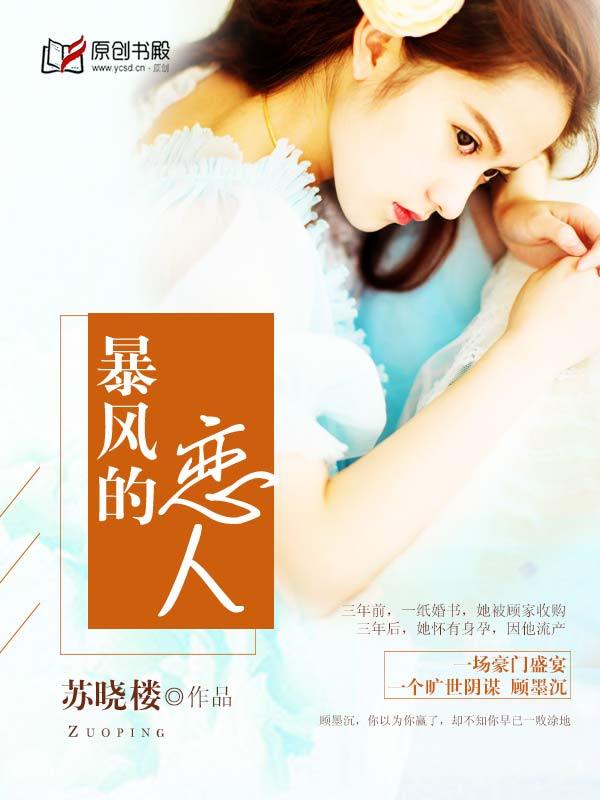 原创书殿
www.ycsd.cn · 原创
暴风的
恋人
苏晓楼◎作品
ZUOPING
三年前，一纸婚书，她被顾家收购
三年后，她怀有身孕，因他流产
一场豪门盛宴
一个旷世阴谋 顾墨沉
顾墨沉，你以为你赢了，却不知你早已一败涂地